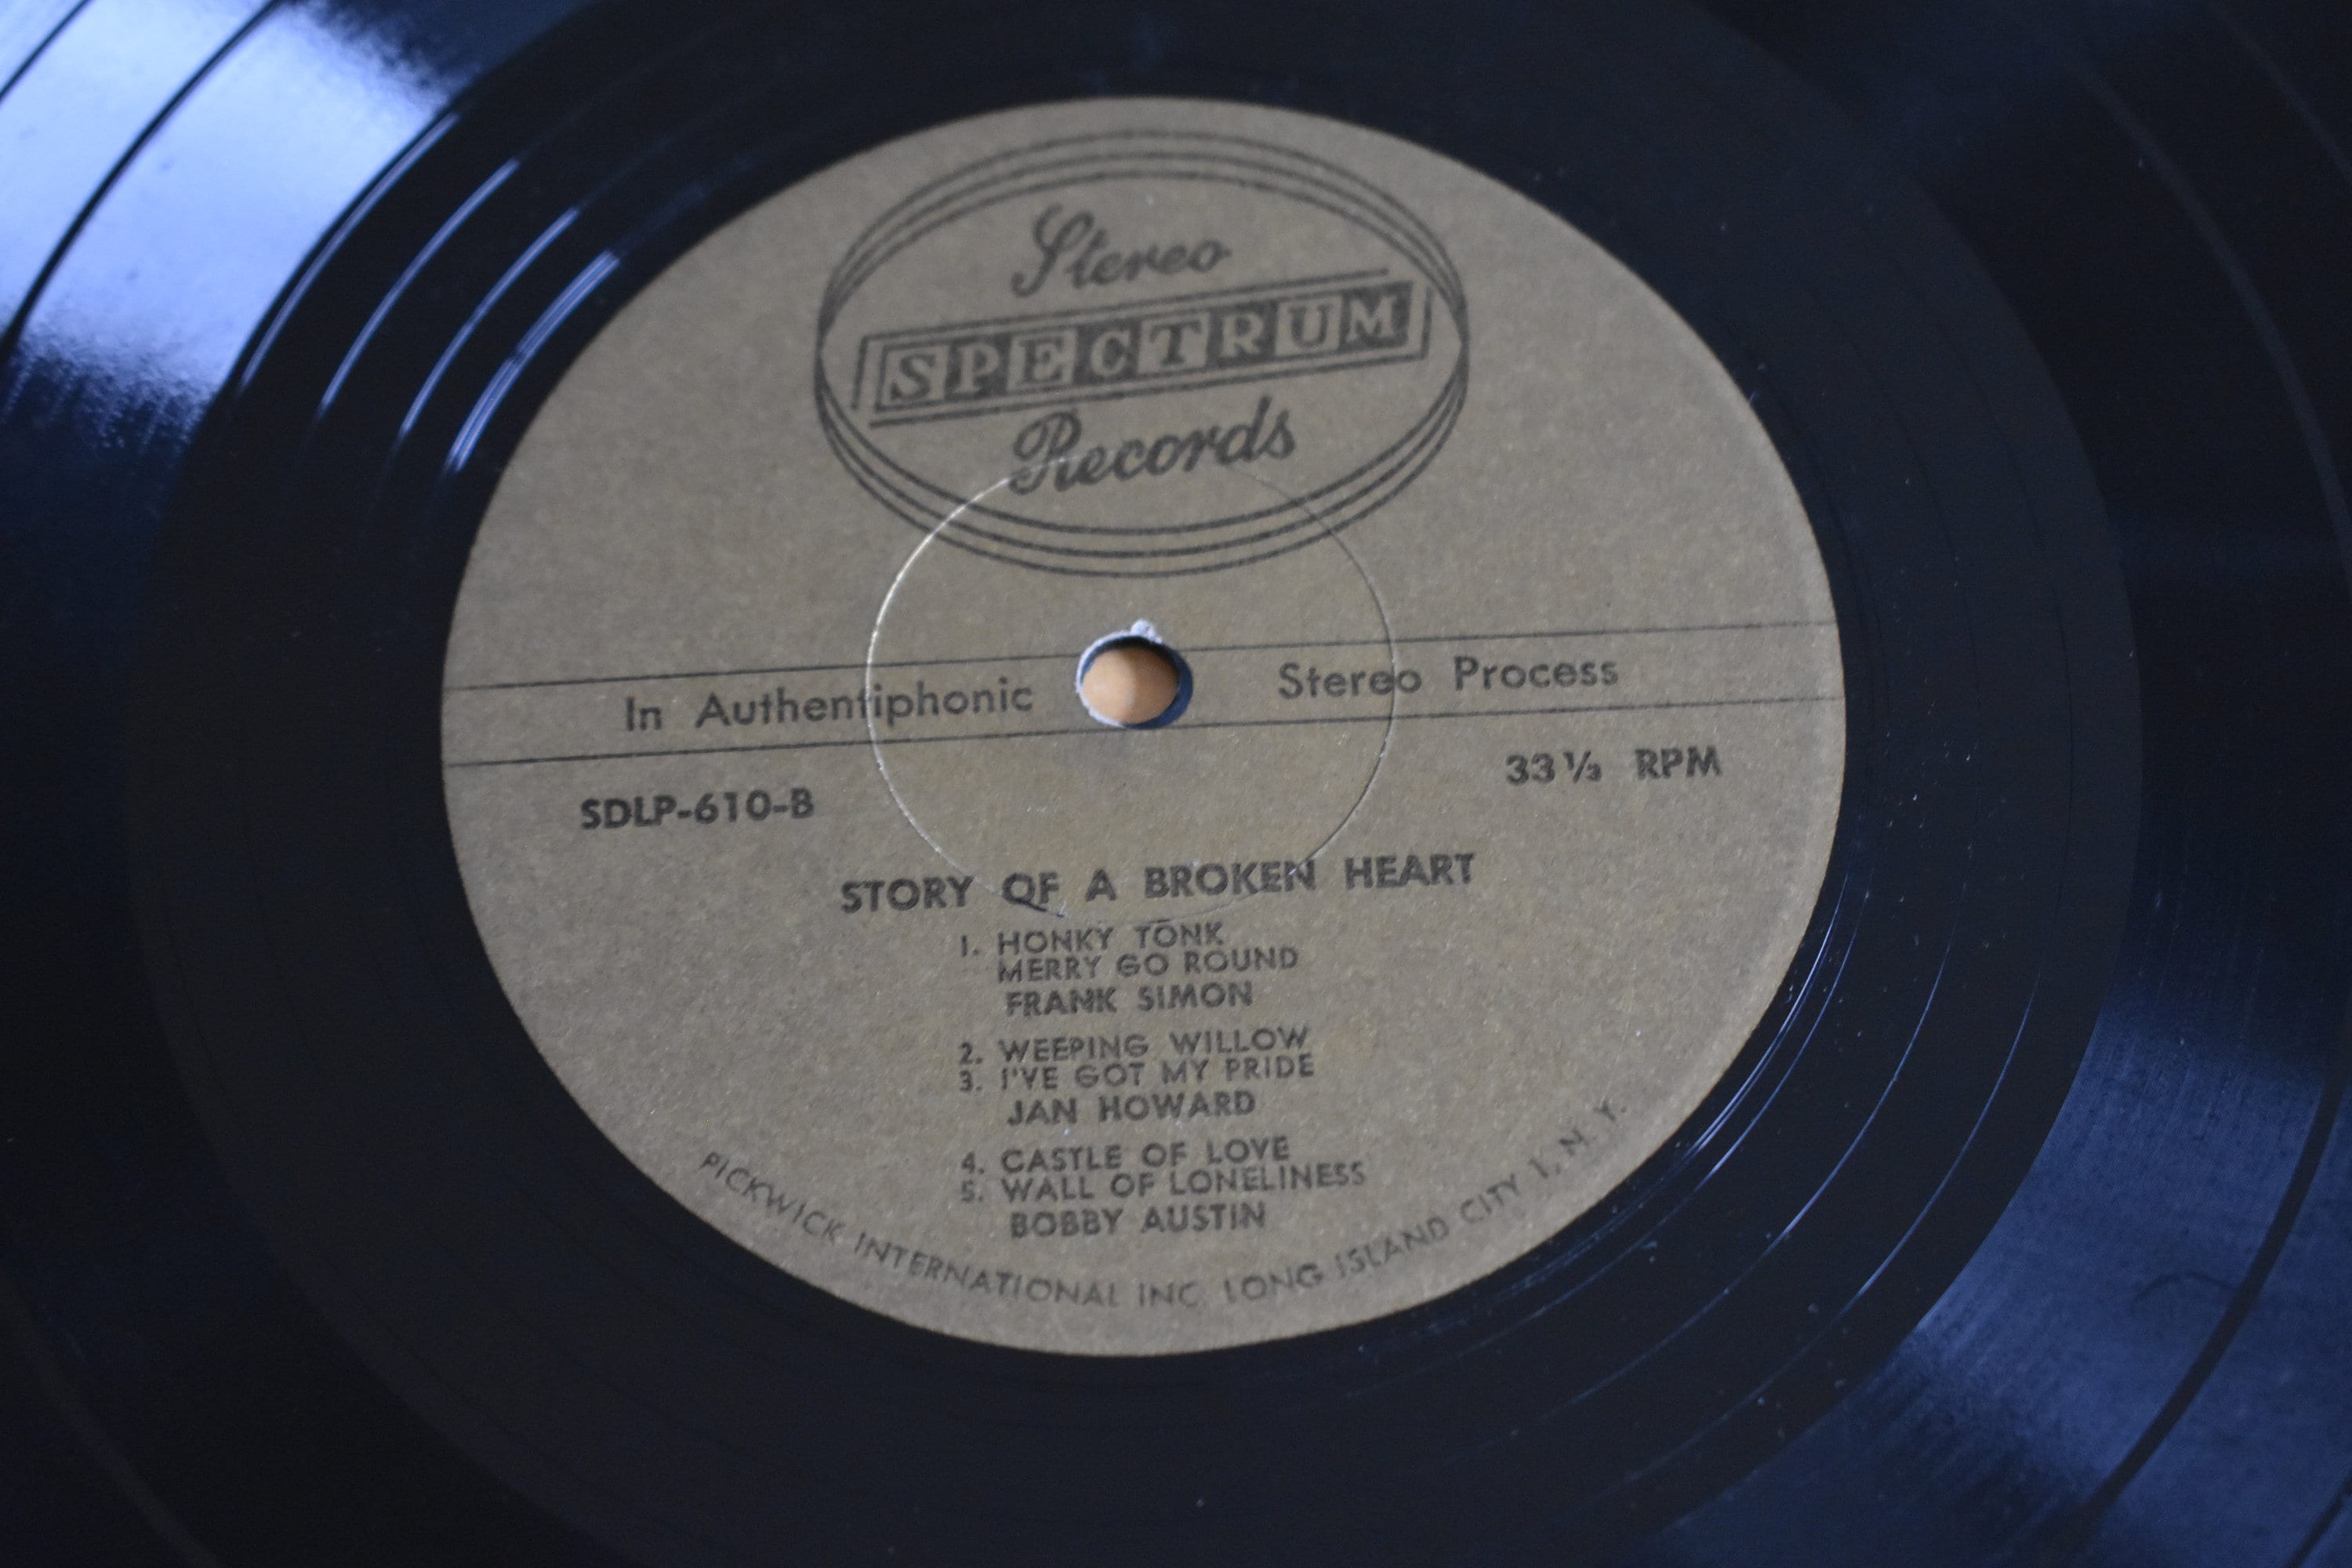 Stereo
SPECTRUM
Records
In Authentiphonic Stereo Process
33⅓ RPM
SDLP-610-B
STORY OF A BROKEN HEART
1. HONKY TONK
MERRY GO ROUND
FRANK SIMON
2. WEEPING WILLOW
3. I'VE GOT MY PRIDE
JAN HOWARD
4. CASTLE OF LOVE
5. WALL OF LONELINESS
BOBBY AUSTIN
PICKWICK INTERNATIONAL INC. LONG ISLAND CITY 1, N. Y.